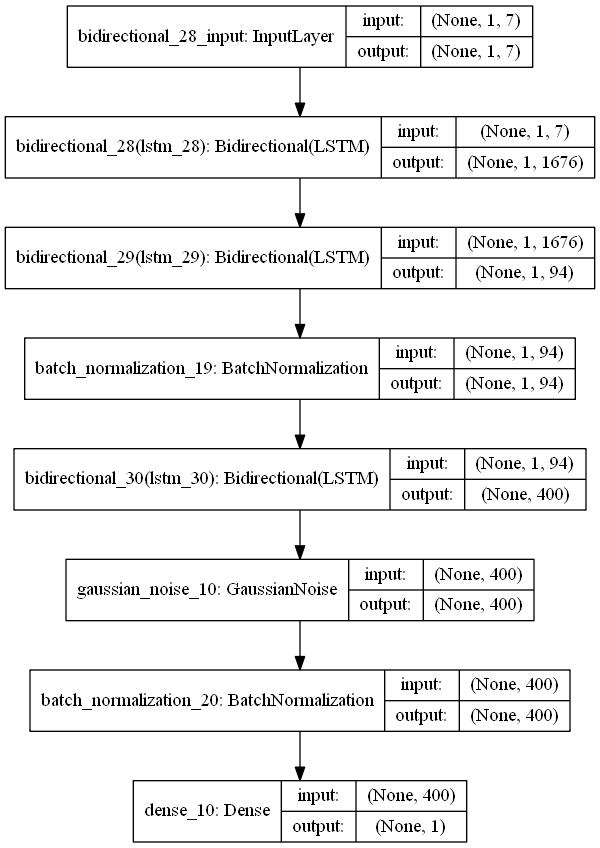 bidirectional_28_input: InputLayer
input: (None, 1, 7)
output: (None, 1, 7)
bidirectional_28(lstm_28): Bidirectional(LSTM)
input: (None, 1, 7)
output: (None, 1, 1676)
bidirectional_29(lstm_29): Bidirectional(LSTM)
input: (None, 1, 1676)
output: (None, 1, 94)
batch_normalization_19: BatchNormalization
input: (None, 1, 94)
output: (None, 1, 94)
bidirectional_30(lstm_30): Bidirectional(LSTM)
input: (None, 1, 94)
output: (None, 400)
gaussian_noise_10: GaussianNoise
input: (None, 400)
output: (None, 400)
batch_normalization_20: BatchNormalization
input: (None, 400)
output: (None, 400)
dense_10: Dense
input: (None, 400)
output: (None, 1)